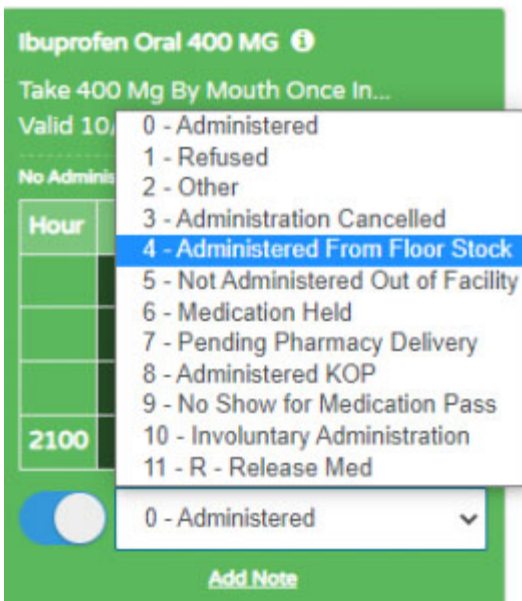 Ibuprofen Oral 400 MG
Take 400 Mg By Mouth Once In...
Valid 10/
No Adminis
Hour
2100
0 - Administered
1 - Refused
2 - Other
3 - Administration Cancelled
4 - Administered From Floor Stock
5 - Not Administered Out of Facility
6 - Medication Held
7 - Pending Pharmacy Delivery
8 - Administered KOP
9 - No Show for Medication Pass
10 - Involuntary Administration
11 - R - Release Med
0 - Administered
Add Note